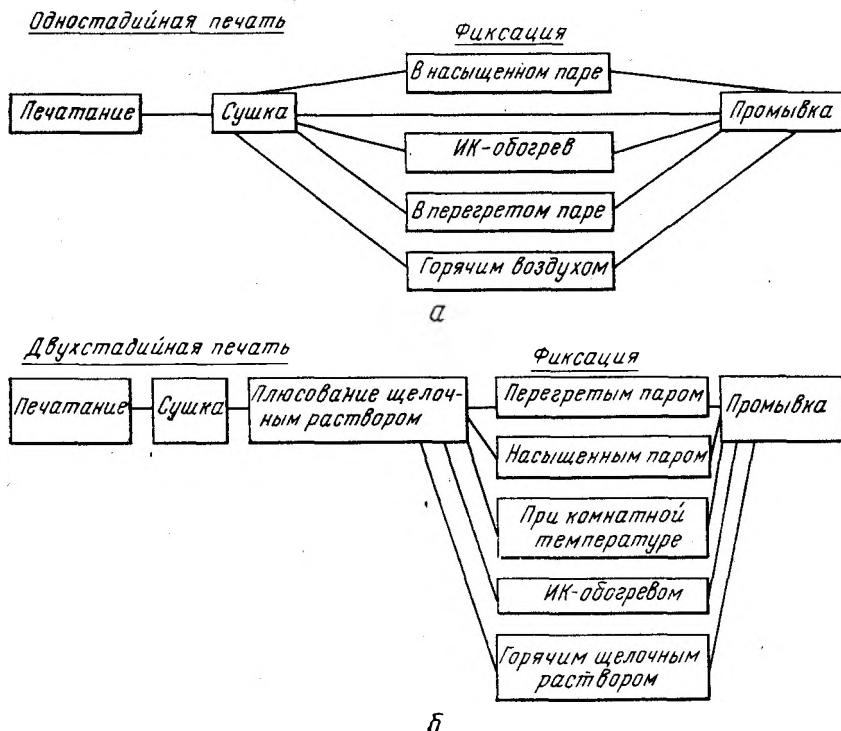 Одностадийная печать
Фиксация
В насыщенном паре
Печатание
Сушка
Промывка
ИК-обогрев
В перегретом паре
Горячим воздухом
а
Двухстадийная печать
Фиксация
Печатание
Сушка
Плюсование щелоч-
ным раствором
Перегретым паром
Промывка
Насыщенным паром
При комнатной
температуре
ИК-обогревом
Горячим щелочным
раствором
б